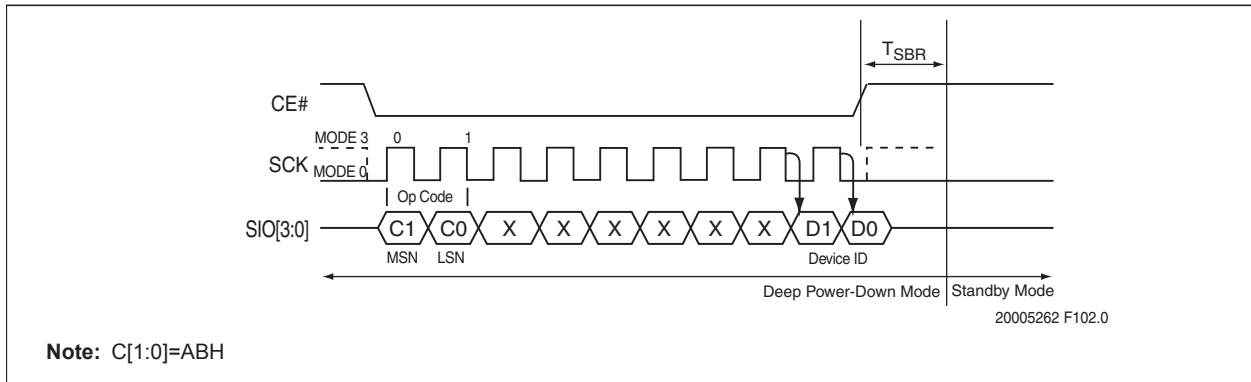 T_SBR
CE#
MODE 3 0 1
SCK
MODE 0
Op Code
SIO[3:0] C1 C0 X X X X X X D1 D0
MSN LSN Device ID
Deep Power-Down Mode Standby Mode
20005262 F102.0
Note: C[1:0]=ABH